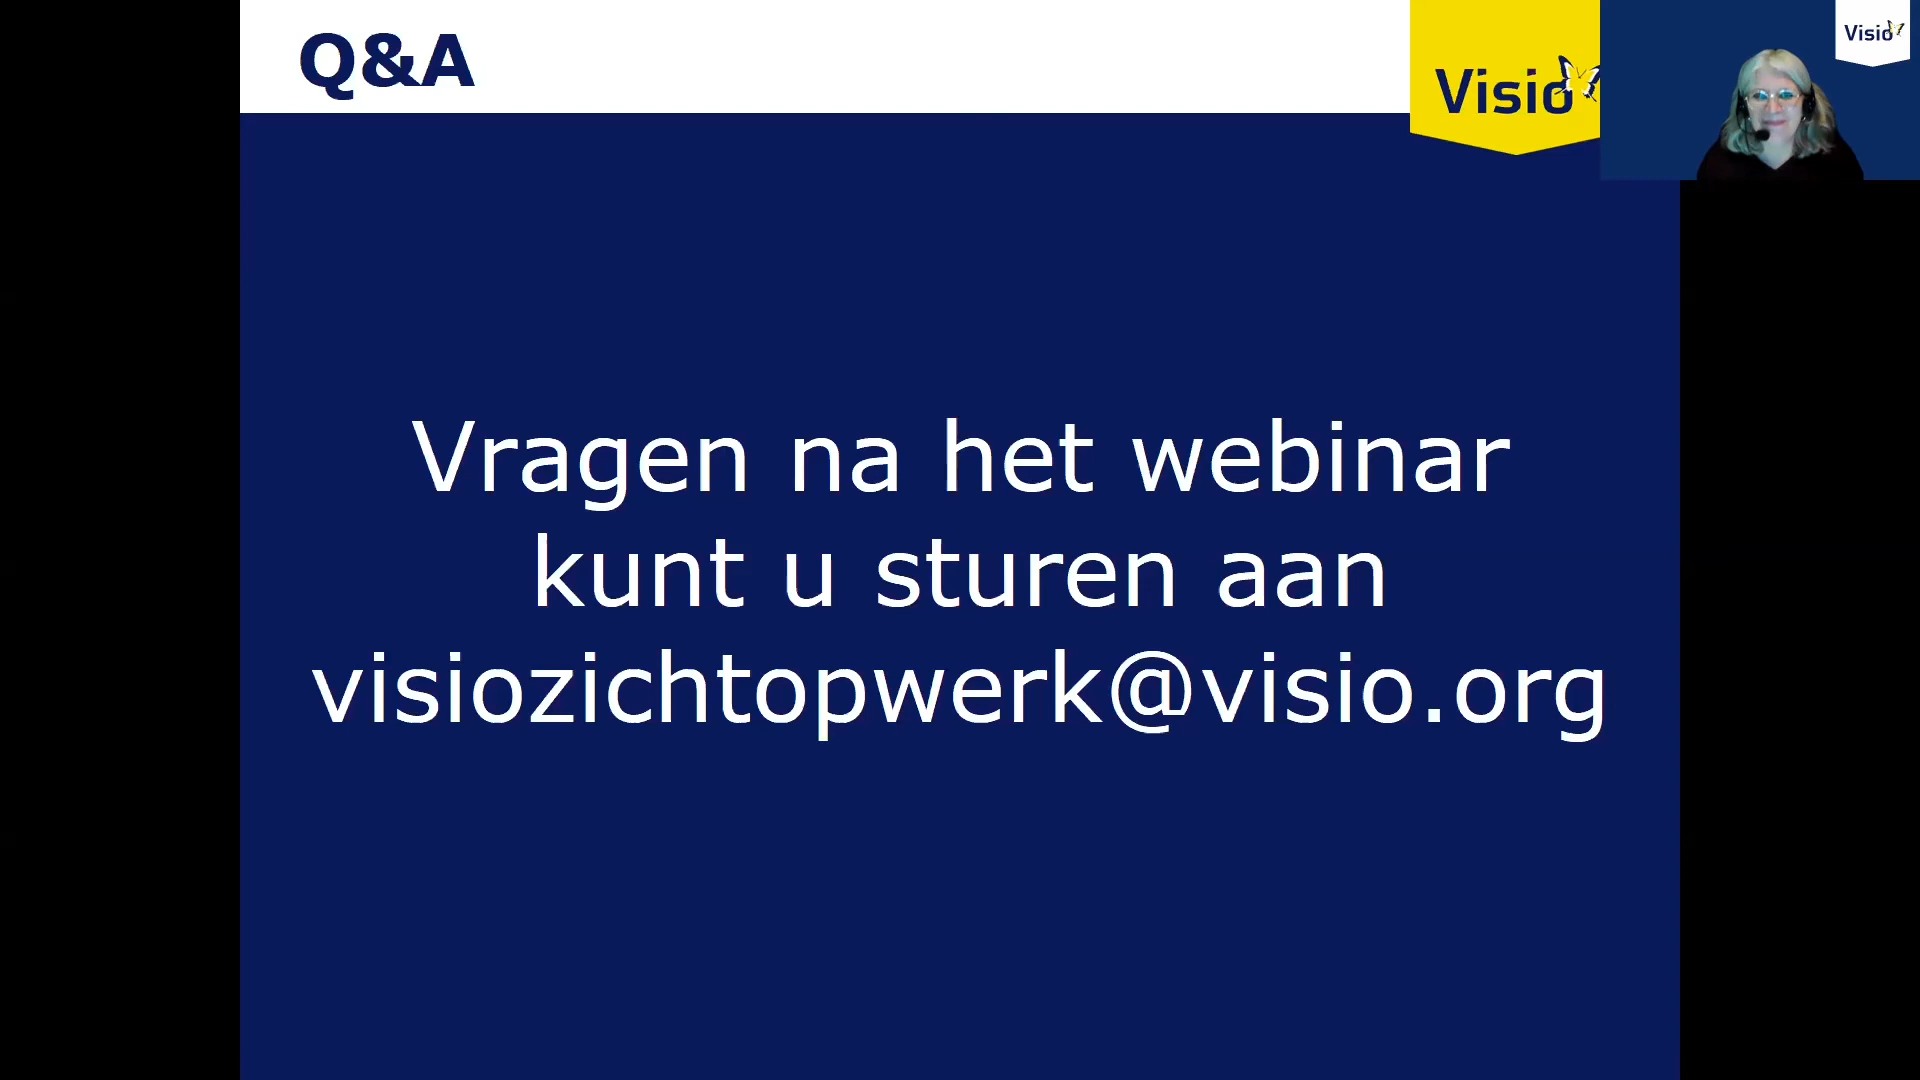 Q&A
Visio
Visio
Vragen na het webinar
kunt u sturen aan
visiozichtopwerk@visio.org